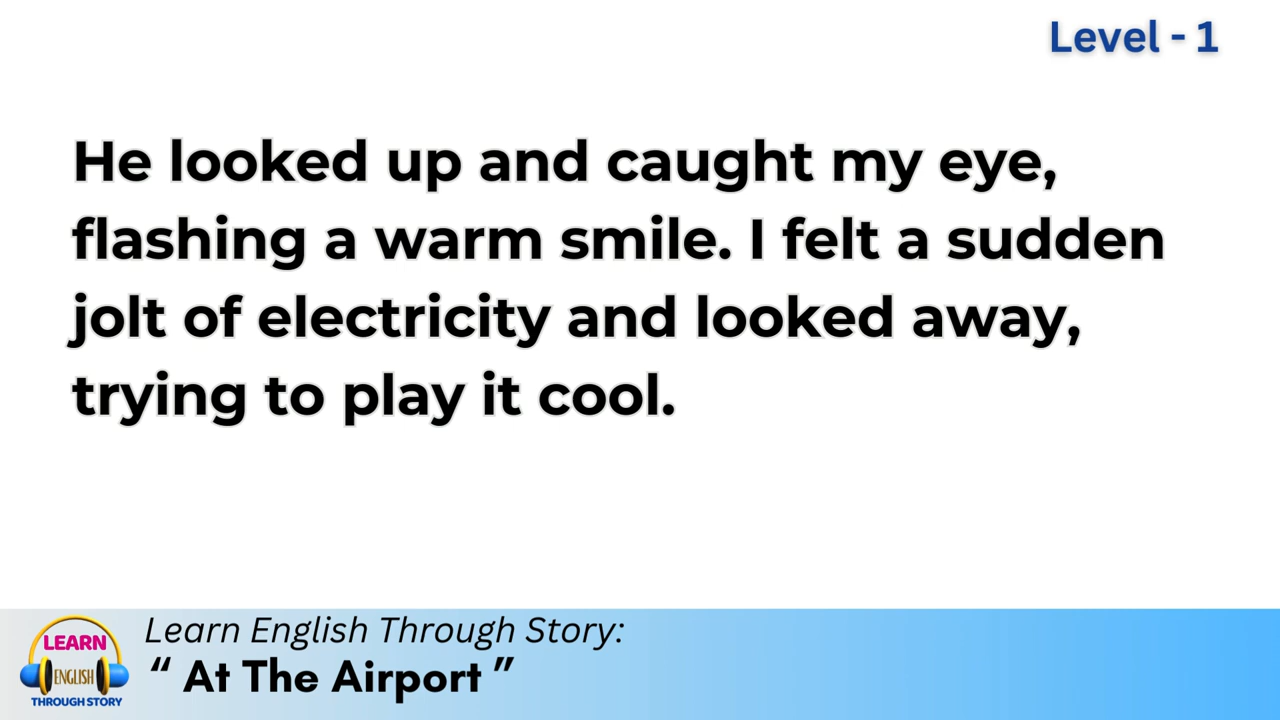 Level - 1
He looked up and caught my eye,
flashing a warm smile. I felt a sudden
jolt of electricity and looked away,
trying to play it cool.
Learn English Through Story:
“ At The Airport ”
LEARN
ENGLISH
THROUGH STORY